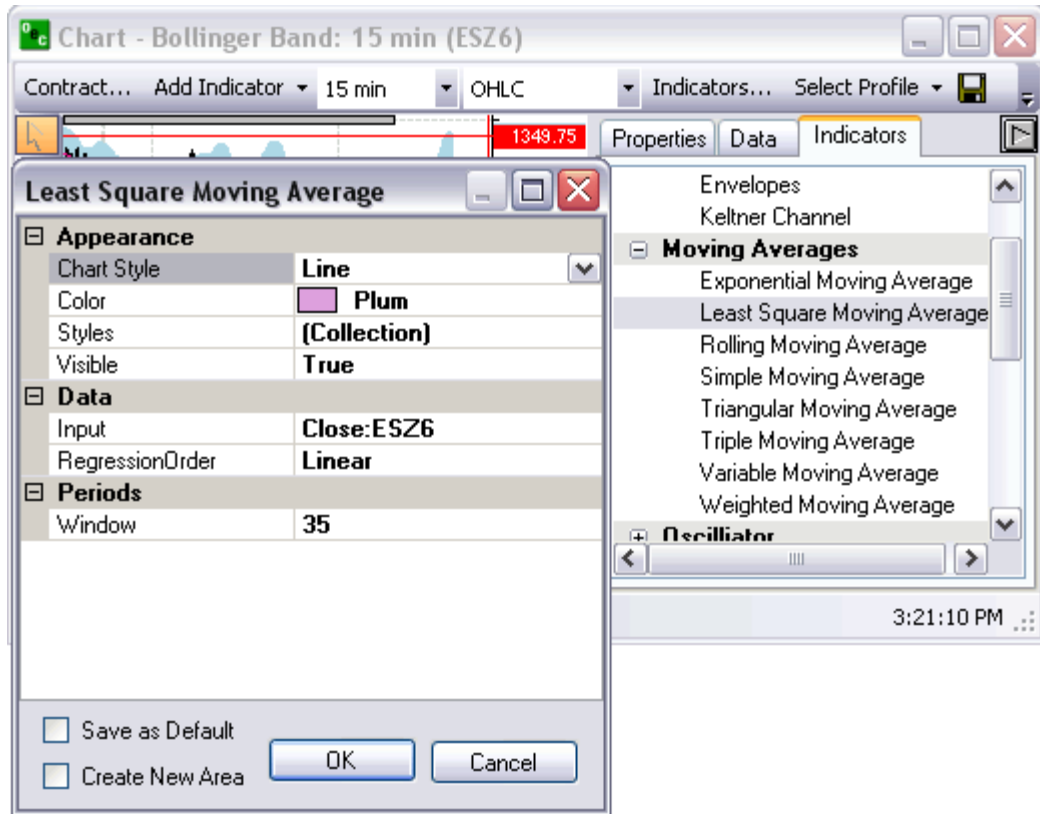 OEC Chart - Bollinger Band: 15 min (ESZ6)
Contract... Add Indicator 15 min OHLC Indicators... Select Profile
1349.75
Properties Data Indicators
Envelopes
Keltner Channel
Moving Averages
Exponential Moving Average
Least Square Moving Average
Rolling Moving Average
Simple Moving Average
Triangular Moving Average
Triple Moving Average
Variable Moving Average
Weighted Moving Average
Oscilliator
3:21:10 PM
Least Square Moving Average
Appearance
Chart Style Line
Color Plum
Styles (Collection)
Visible True
Data
Input Close:ESZ6
RegressionOrder Linear
Periods
Window 35
Save as Default
Create New Area
OK Cancel